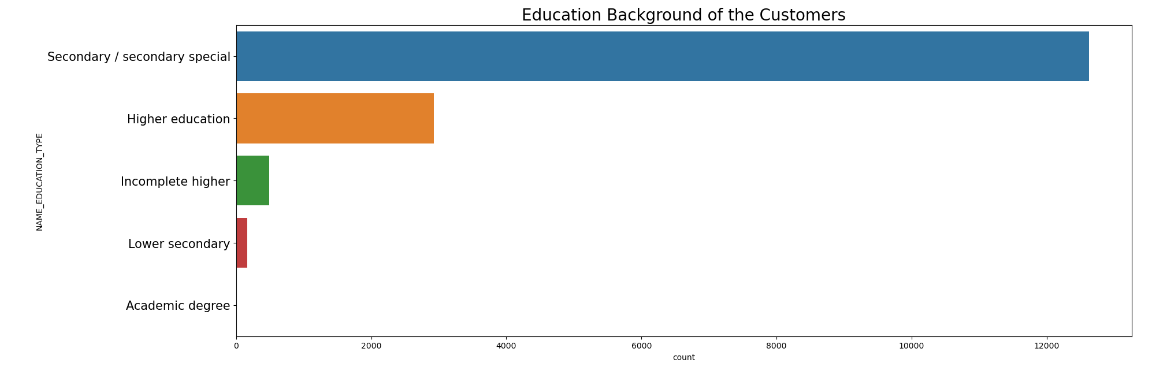 Education Background of the Customers
Secondary / secondary special
Higher education
Incomplete higher
Lower secondary
Academic degree
NAME_EDUCATION_TYPE
0 2000 4000 6000 8000 10000 12000
count